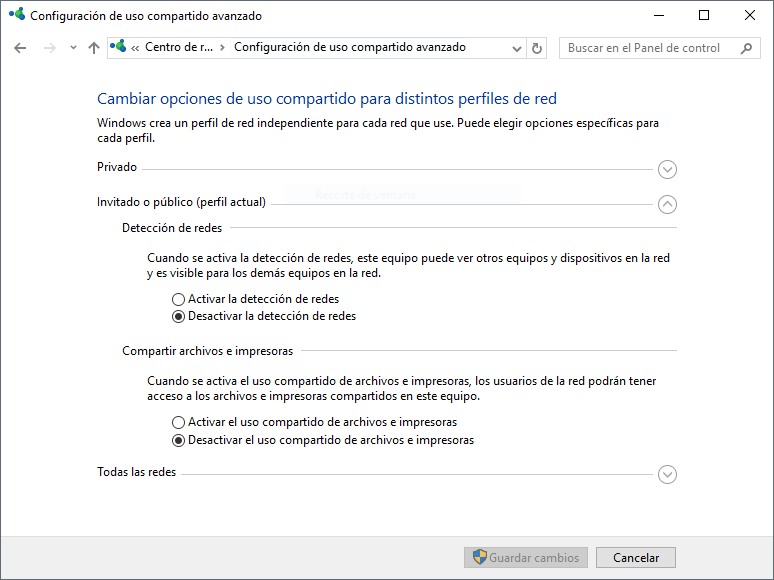 Configuración de uso compartido avanzado
« Centro de r... > Configuración de uso compartido avanzado
Buscar en el Panel de control
Cambiar opciones de uso compartido para distintos perfiles de red
Windows crea un perfil de red independiente para cada red que use. Puede elegir opciones específicas para
cada perfil.
Privado
Recorte de ventana
Invitado o público (perfil actual)
Detección de redes
Cuando se activa la detección de redes, este equipo puede ver otros equipos y dispositivos en la red
y es visible para los demás equipos en la red.
Activar la detección de redes
Desactivar la detección de redes
Compartir archivos e impresoras
Cuando se activa el uso compartido de archivos e impresoras, los usuarios de la red podrán tener
acceso a los archivos e impresoras compartidos en este equipo.
Activar el uso compartido de archivos e impresoras
Desactivar el uso compartido de archivos e impresoras
Todas las redes
Guardar cambios
Cancelar